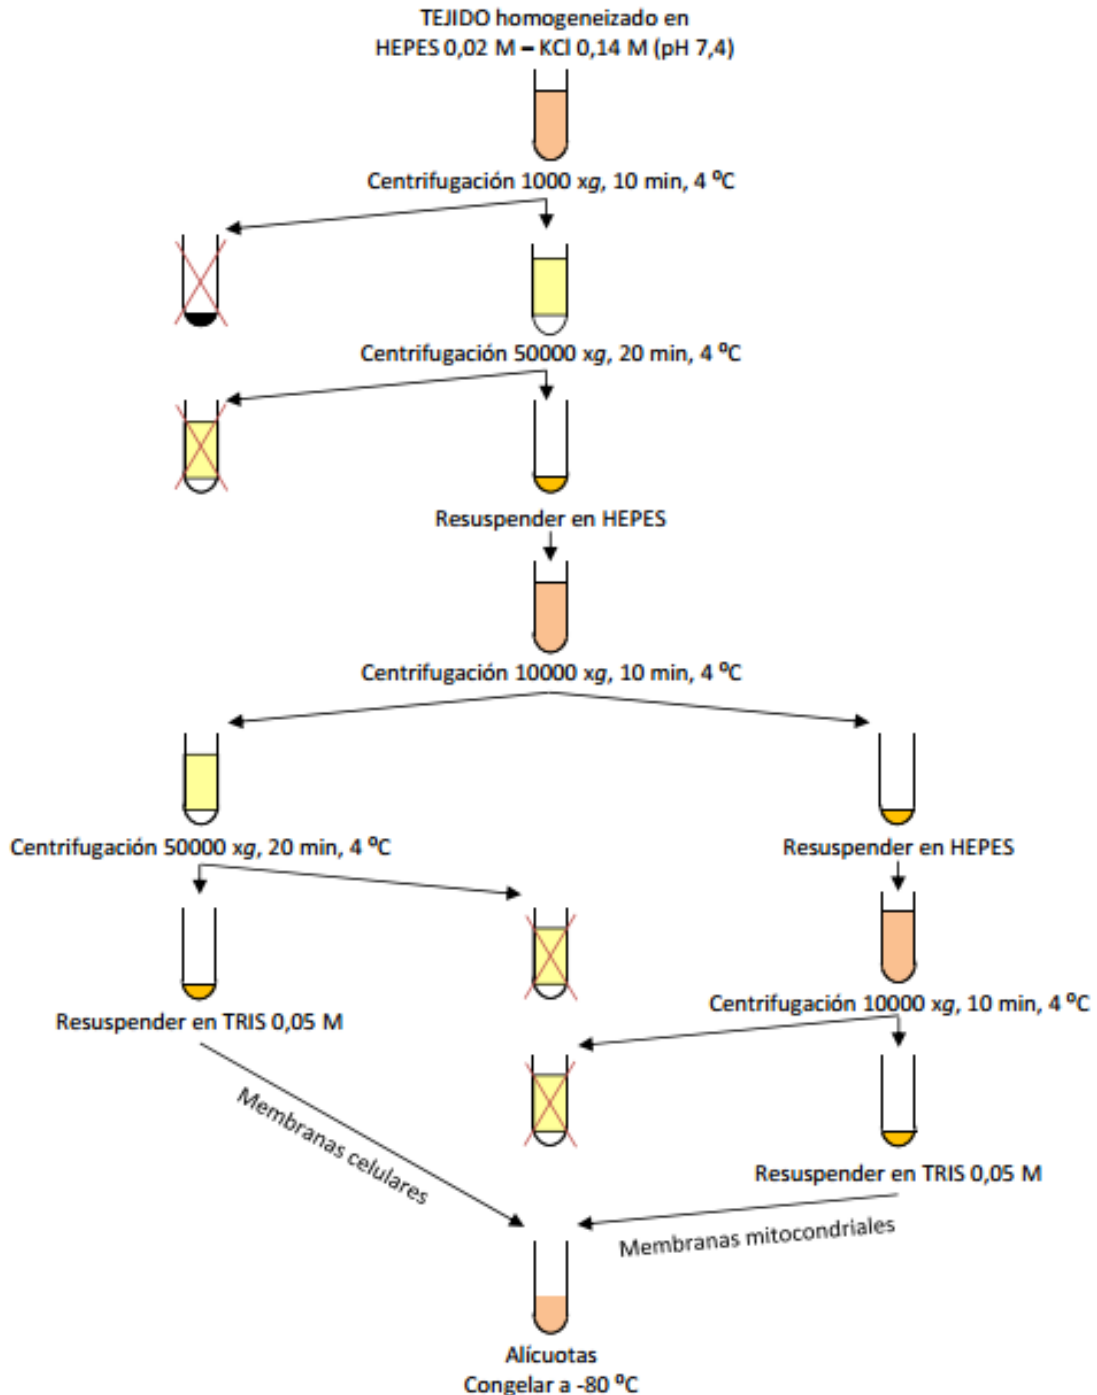 TEJIDO homogeneizado en
HEPES 0,02 M – KCl 0,14 M (pH 7,4)
Centrifugación 1000 xg, 10 min, 4 ºC
Centrifugación 50000 xg, 20 min, 4 ºC
Resuspender en HEPES
Centrifugación 10000 xg, 10 min, 4 ºC
Centrifugación 50000 xg, 20 min, 4 ºC
Resuspender en HEPES
Resuspender en TRIS 0,05 M
Centrifugación 10000 xg, 10 min, 4 ºC
Membranas celulares
Resuspender en TRIS 0,05 M
Membranas mitocondriales
Alícuotas
Congelar a -80 ºC